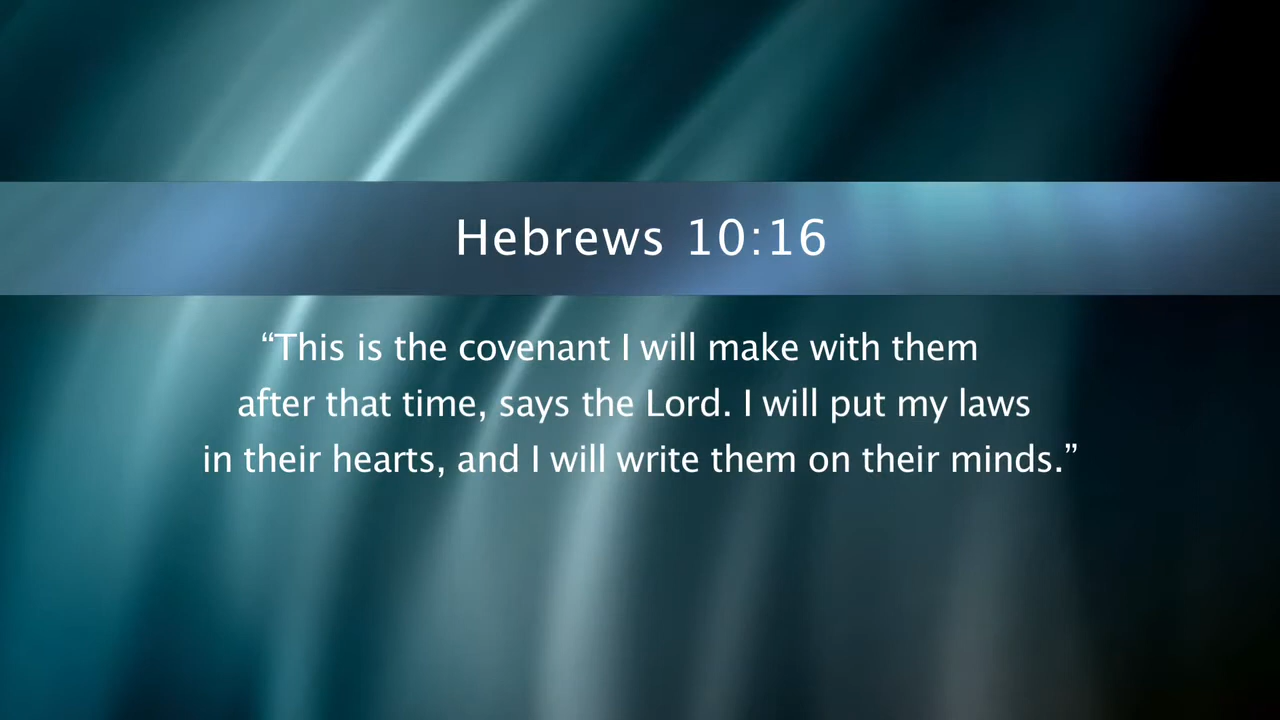 Hebrews 10:16
“This is the covenant I will make with them
after that time, says the Lord. I will put my laws
in their hearts, and I will write them on their minds.”